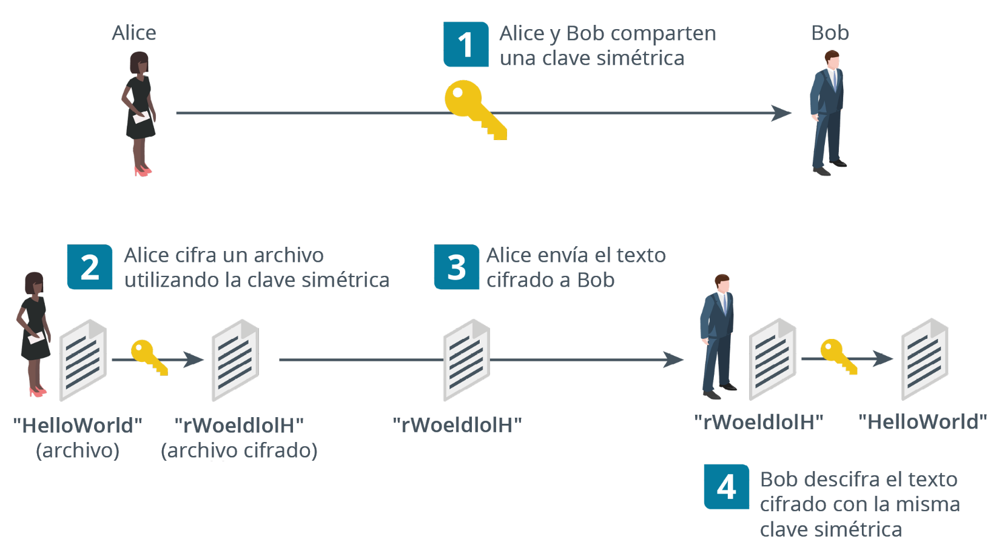 Alice
1
Alice y Bob comparten
una clave simétrica
Bob
2
Alice cifra un archivo
utilizando la clave simétrica
3
Alice envía el texto
cifrado a Bob
"HelloWorld"
(archivo)
"rWoeldlolH"
(archivo cifrado)
"rWoeldlolH"
"rWoeldlolH"
"HelloWorld"
4
Bob descifra el texto
cifrado con la misma
clave simétrica